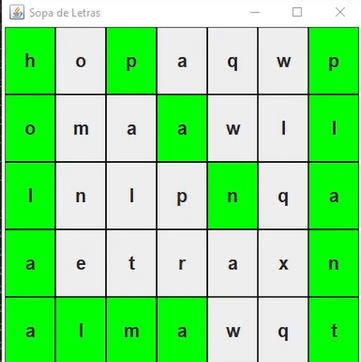 Sopa de Letras
h o p a q w p
o m a a w l l
l n l p n q a
a e t r a x n
a l m a w q t